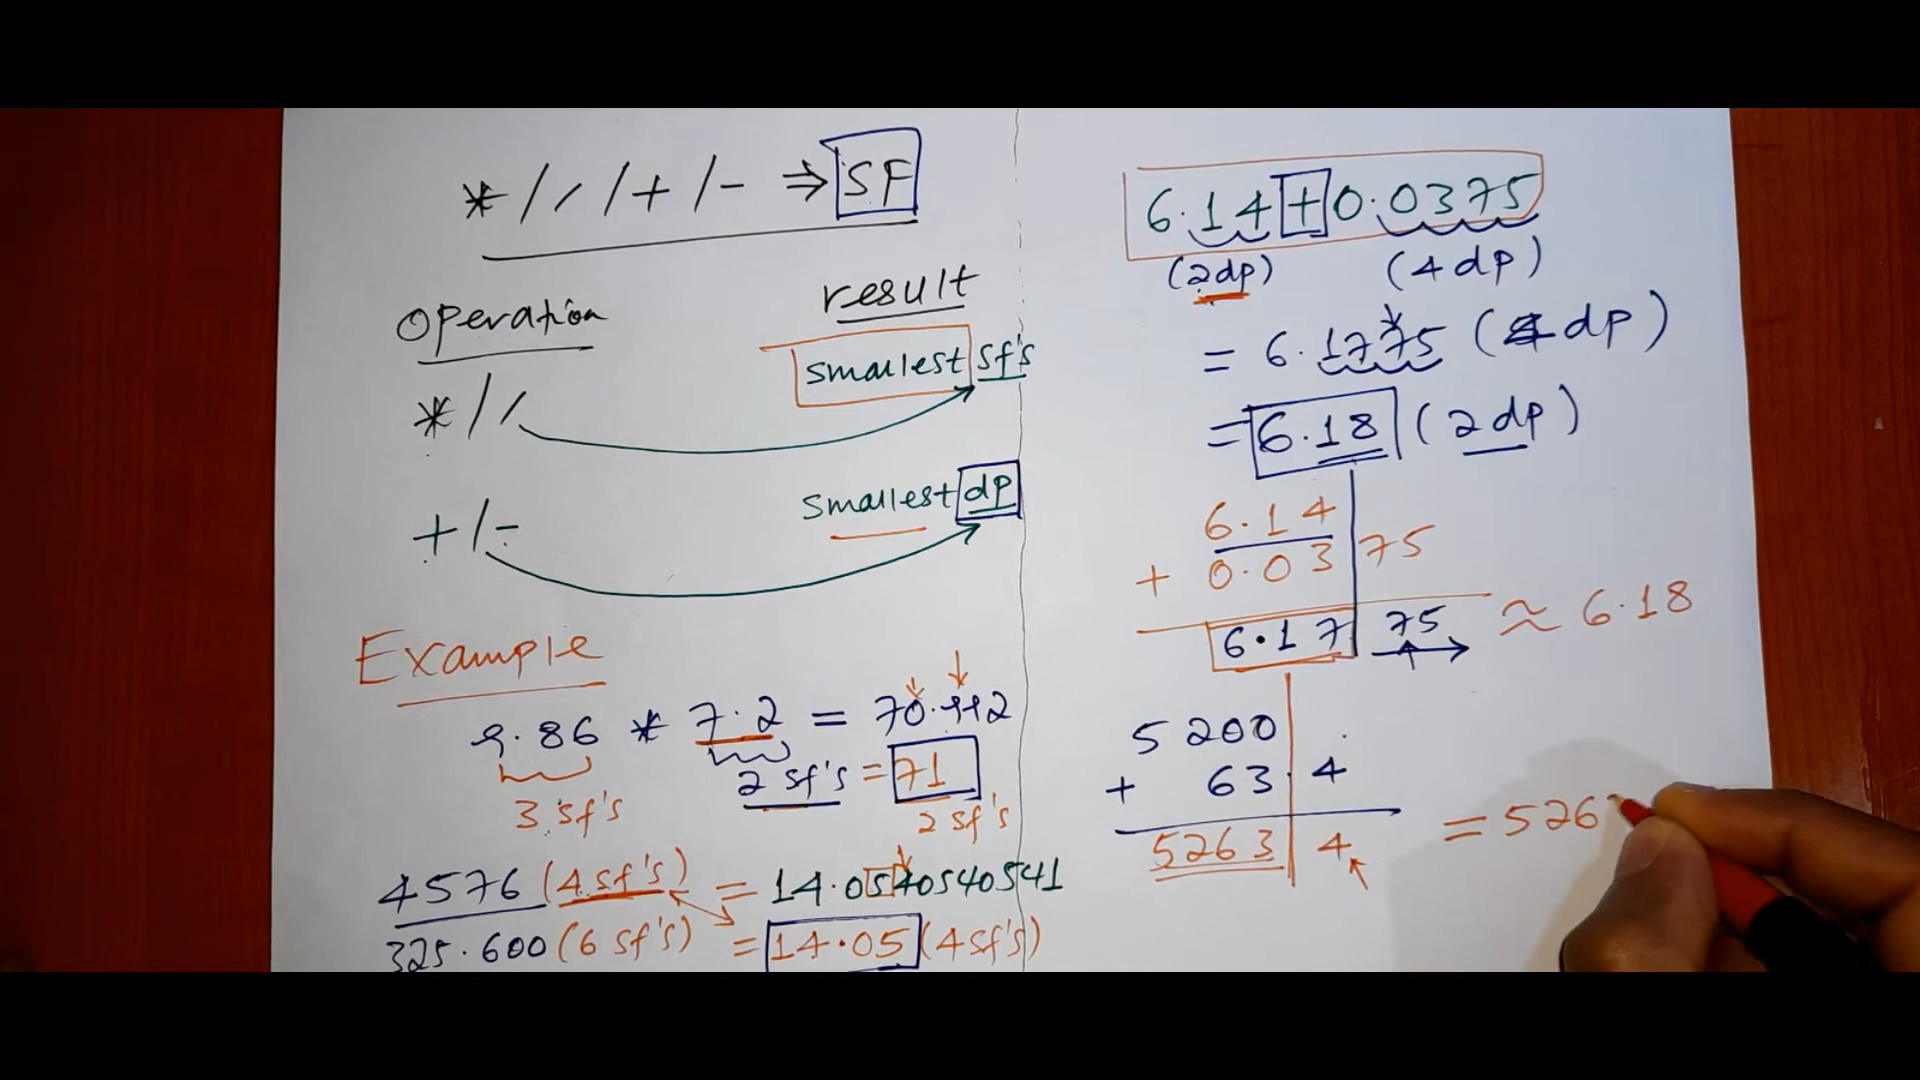 * / ∕ / + / - ⇒ SF
Operation result
* / ∕ smallest sf's
+ / - smallest dp
Example
9.86 * 7.2 = 70.992
3 sf's 2 sf's = 71
2 sf's
4576 (4 sf's) = 14.0540540541
325.600 (6 sf's) = 14.05 (4 sf's)
6.14 + 0.0375
(2dp) (4 dp)
= 6.1775 (4 dp)
= 6.18 (2 dp)
6.14
+ 0.03 75
6.17 75 ≈ 6.18
5200
+ 63.4
5263 4 = 526